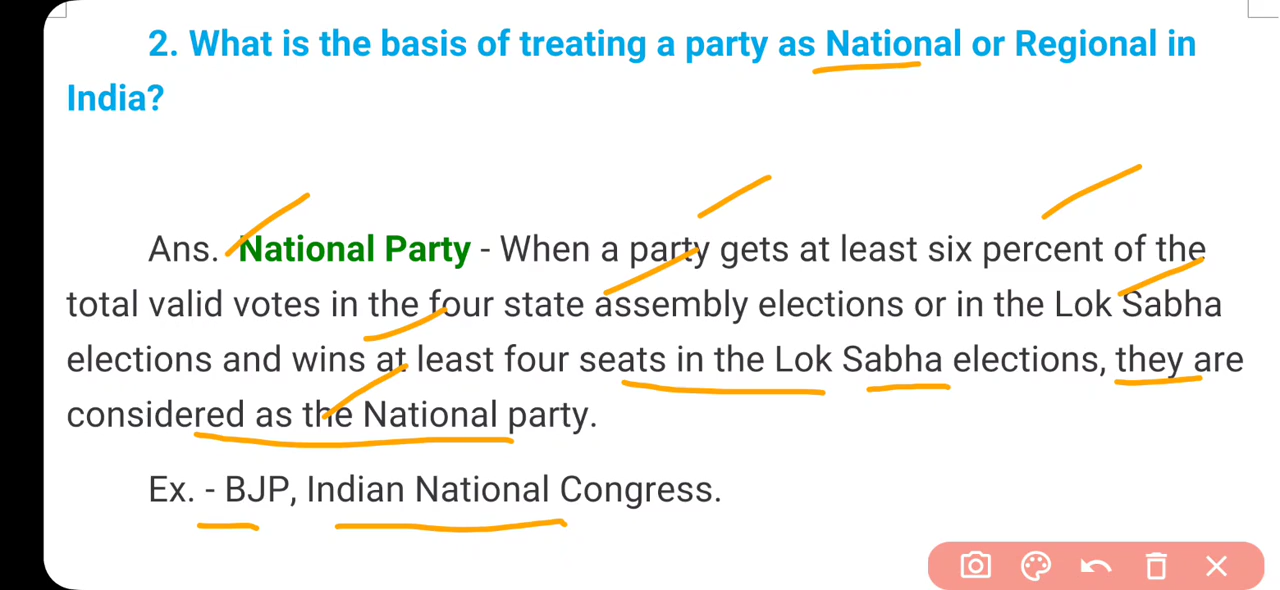 2. What is the basis of treating a party as National or Regional in
India?
Ans. National Party - When a party gets at least six percent of the
total valid votes in the four state assembly elections or in the Lok Sabha
elections and wins at least four seats in the Lok Sabha elections, they are
considered as the National party.
Ex. - BJP, Indian National Congress.